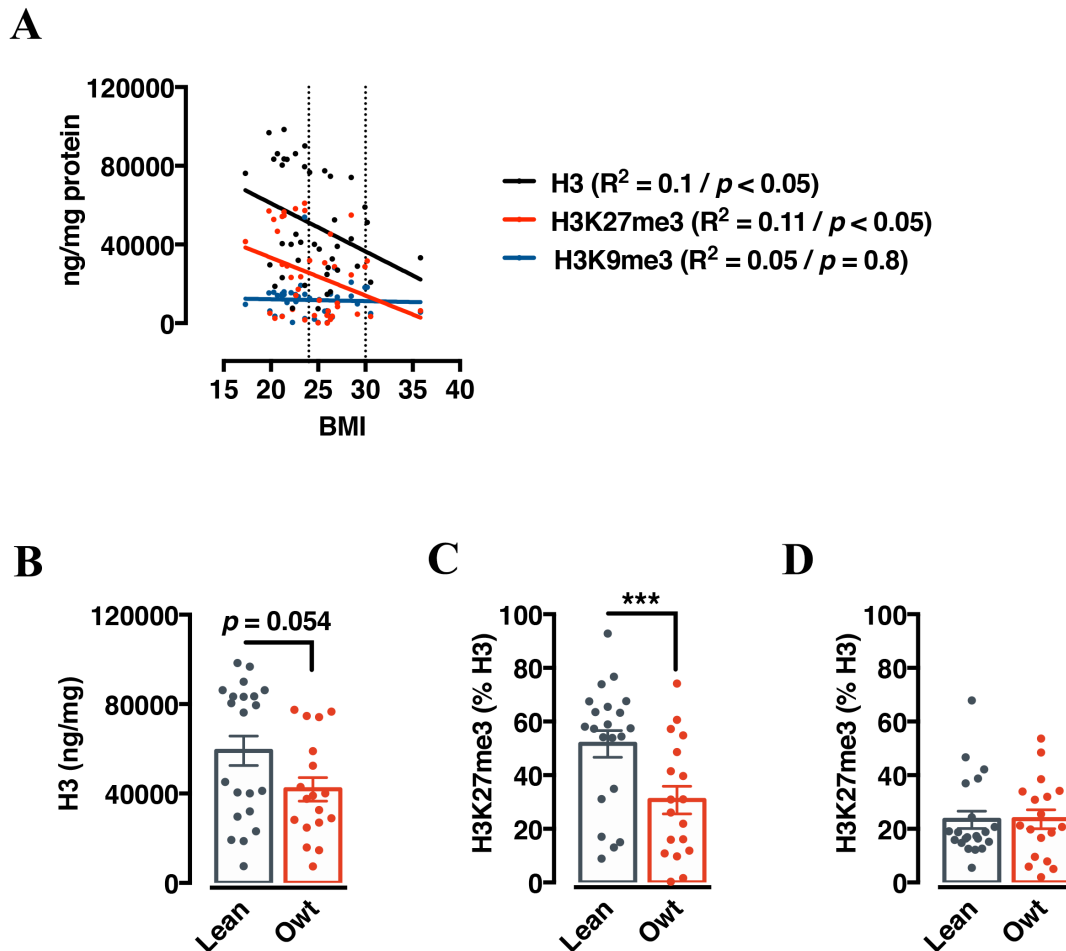 A
ng/mg protein
120000
80000
40000
0
15 20 25 30 35 40
BMI
H3 (R² = 0.1 / p < 0.05)
H3K27me3 (R² = 0.11 / p < 0.05)
H3K9me3 (R² = 0.05 / p = 0.8)
B
H3 (ng/mg)
120000
80000
40000
0
p = 0.054
Lean Owt
C
H3K27me3 (% H3)
100
80
60
40
20
0
***
Lean Owt
D
H3K27me3 (% H3)
100
80
60
40
20
0
Lean Owt